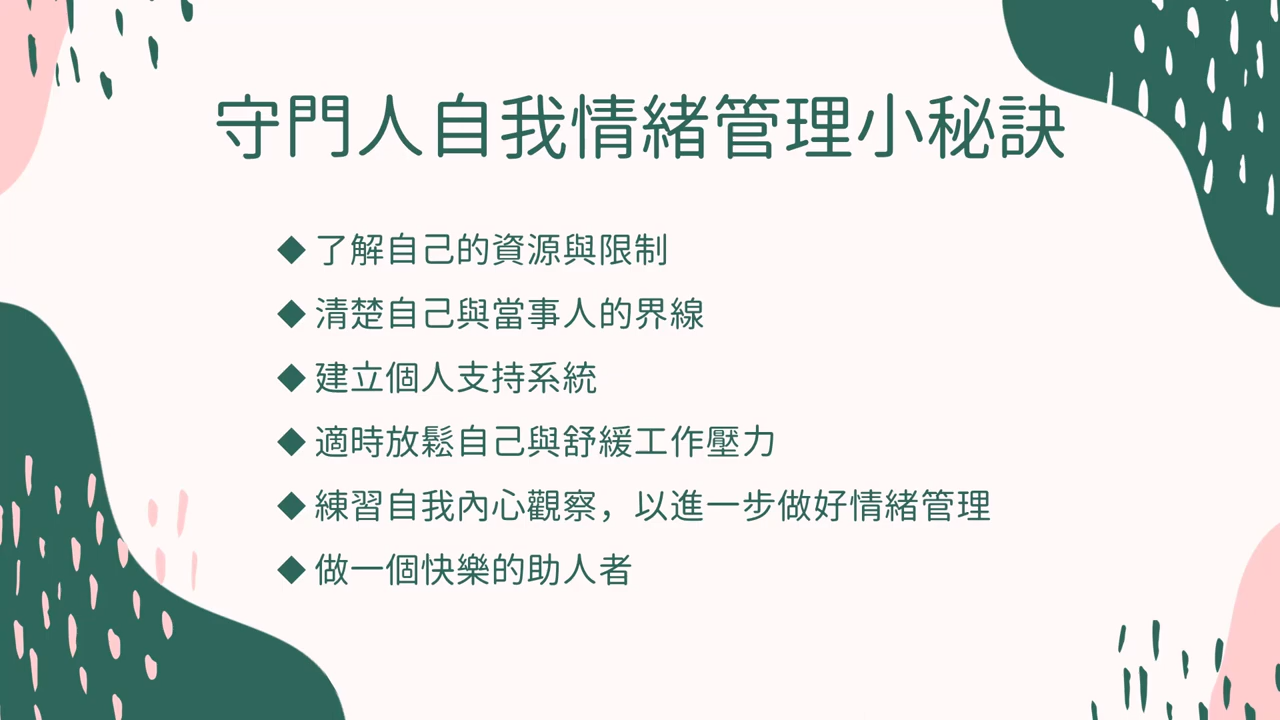 守門人自我情緒管理小秘訣
◆ 了解自己的資源與限制
◆ 清楚自己與當事人的界線
◆ 建立個人支持系統
◆ 適時放鬆自己與舒緩工作壓力
◆ 練習自我內心觀察，以進一步做好情緒管理
◆ 做一個快樂的助人者